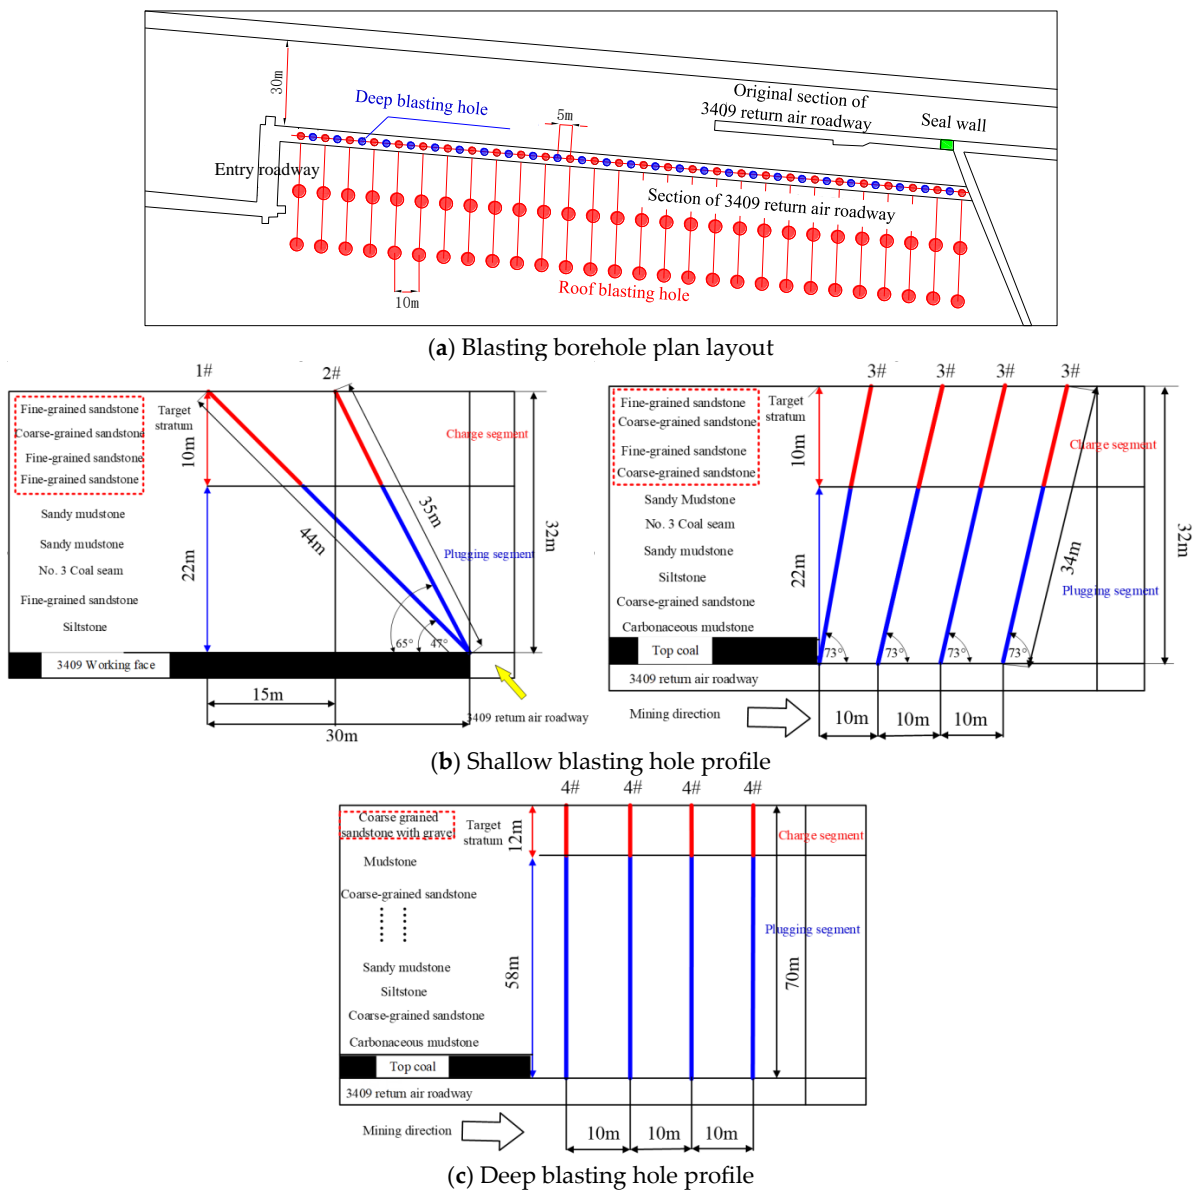 30m
Deep blasting hole
5m
Original section of
3409 return air roadway
Seal wall
Entry roadway
Section of 3409 return air roadway
Roof blasting hole
10m
(a) Blasting borehole plan layout
1#
2#
Fine-grained sandstone
Coarse-grained sandstone
Fine-grained sandstone
Fine-grained sandstone
Target
stratum
10m
Charge segment
Sandy mudstone
Sandy mudstone
No. 3 Coal seam
Fine-grained sandstone
Siltstone
22m
44m
35m
32m
Plugging segment
65°
47°
3409 Working face
3409 return air roadway
15m
30m
3#
3#
3#
3#
Fine-grained sandstone
Coarse-grained sandstone
Fine-grained sandstone
Coarse-grained sandstone
Target
stratum
10m
Charge segment
Sandy Mudstone
No. 3 Coal seam
Sandy mudstone
Siltstone
Coarse-grained sandstone
Carbonaceous mudstone
22m
34m
32m
Plugging segment
73°
73°
73°
73°
Top coal
3409 return air roadway
Mining direction
10m
10m
10m
(b) Shallow blasting hole profile
4#
4#
4#
4#
Coarse grained
sandstone with gravel
Target
stratum
12m
Charge segment
Mudstone
Coarse-grained sandstone
Sandy mudstone
Siltstone
Coarse-grained sandstone
Carbonaceous mudstone
58m
70m
Plugging segment
Top coal
3409 return air roadway
Mining direction
10m
10m
10m
(c) Deep blasting hole profile